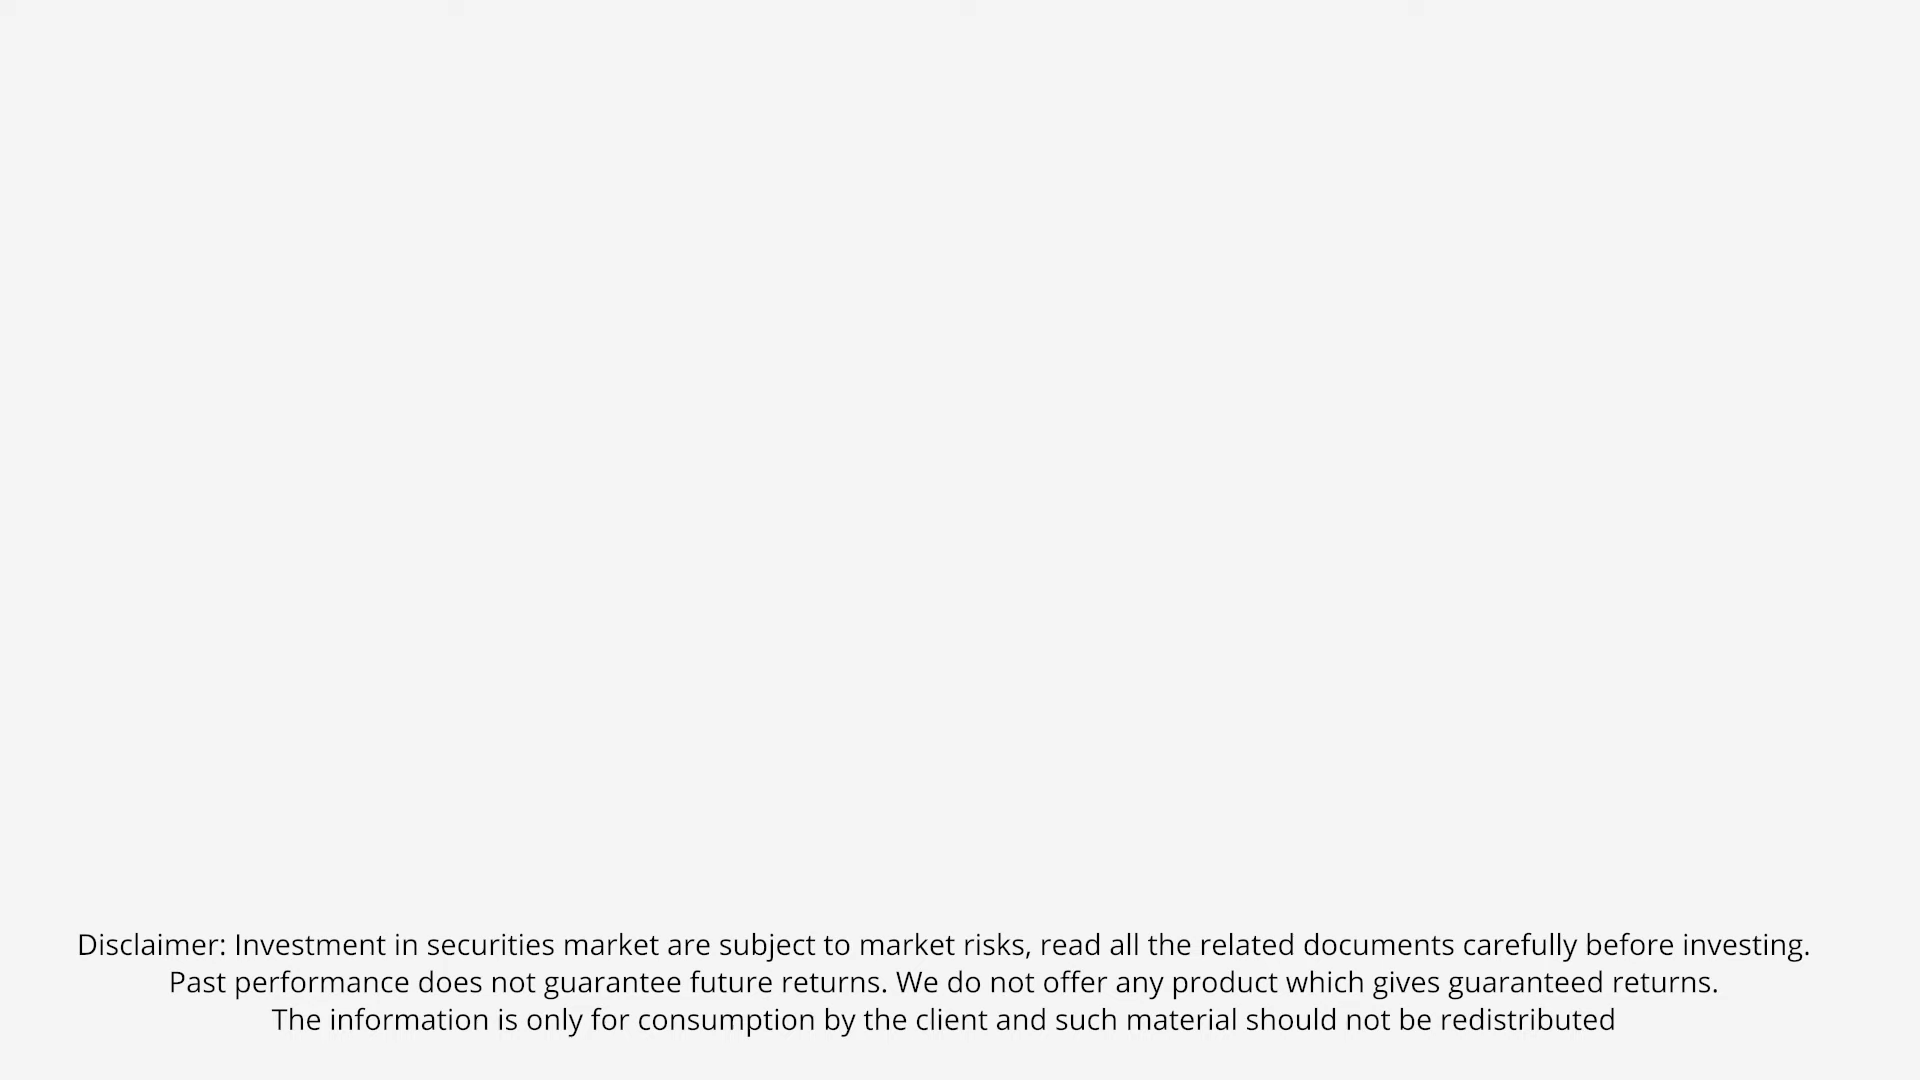 Disclaimer: Investment in securities market are subject to market risks, read all the related documents carefully before investing.
Past performance does not guarantee future returns. We do not offer any product which gives guaranteed returns.
The information is only for consumption by the client and such material should not be redistributed